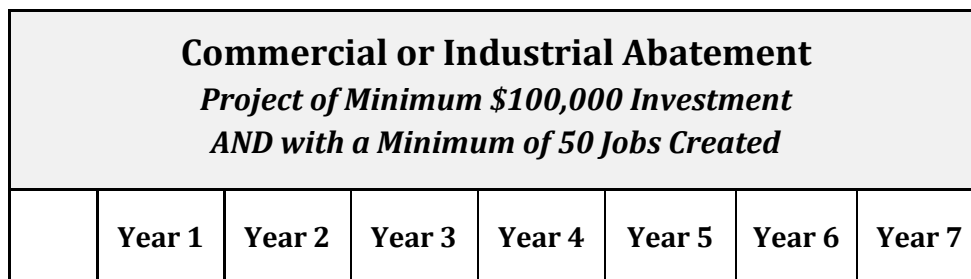 Commercial or Industrial Abatement
Project of Minimum $100,000 Investment
AND with a Minimum of 50 Jobs Created
Year 1 Year 2 Year 3 Year 4 Year 5 Year 6 Year 7